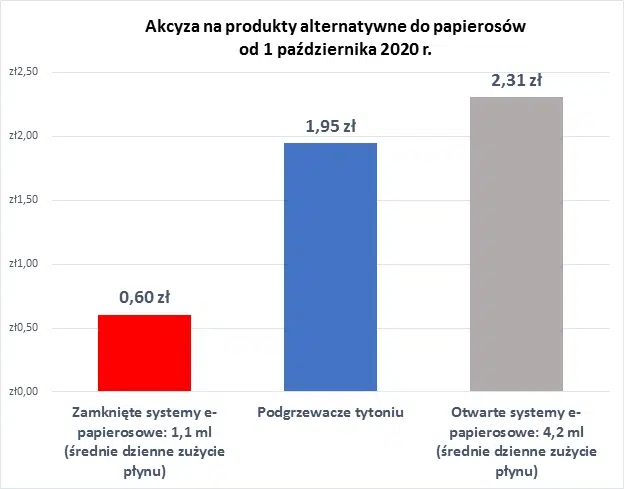 Akcyza na produkty alternatywne do papierosów
od 1 października 2020 r.
zł2,50
zł2,00
zł1,50
zł1,00
zł0,50
zł0,00
0,60 zł
1,95 zł
2,31 zł
Zamknięte systemy e-
papierosowe: 1,1 ml
(średnie dzienne zużycie
płynu)
Podgrzewacze tytoniu
Otwarte systemy e-
papierosowe: 4,2 ml
(średnie dzienne zużycie
płynu)